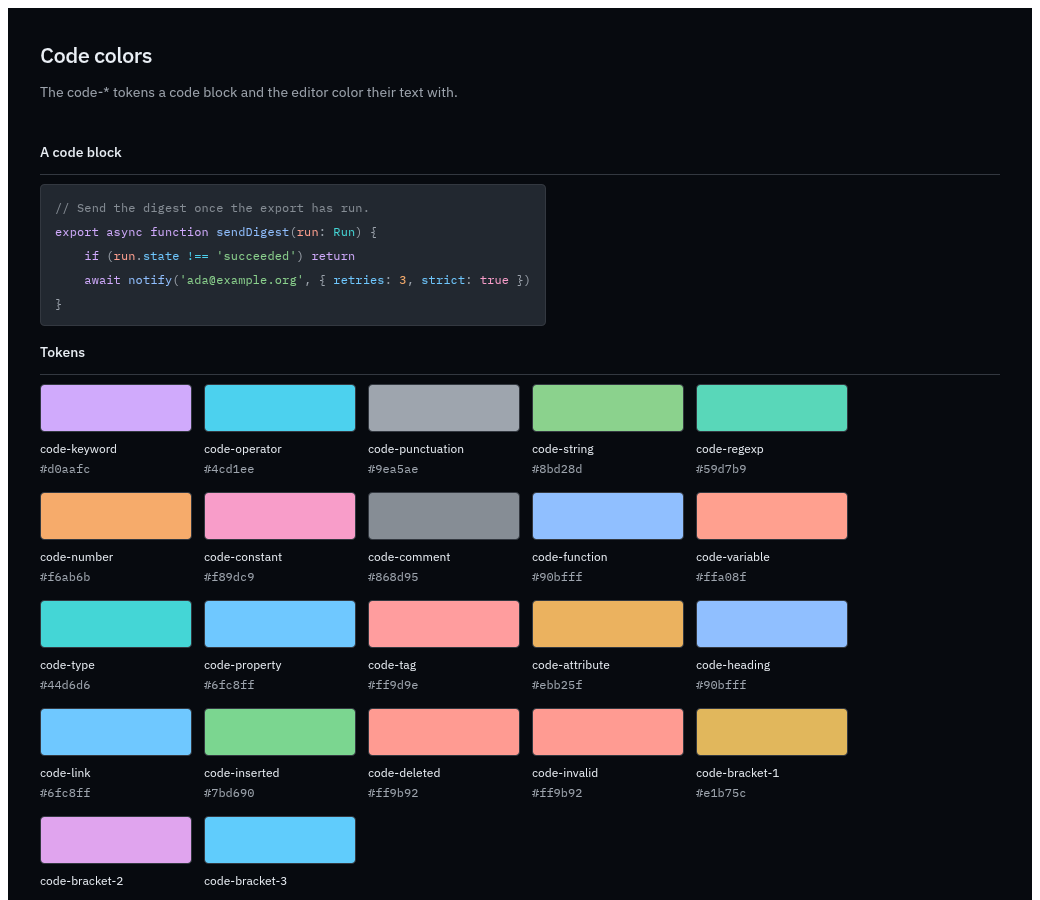 Code colors
The code-* tokens a code block and the editor color their text with.
A code block
// Send the digest once the export has run.
export async function sendDigest(run: Run) {
    if (run.state !== 'succeeded') return
    await notify('ada@example.org', { retries: 3, strict: true })
}
Tokens
code-keyword code-operator code-punctuation code-string code-regexp
#d0aafc #4cd1ee #9ea5ae #8bd28d #59d7b9
code-number code-constant code-comment code-function code-variable
#f6ab6b #f89dc9 #868d95 #90bfff #ffa08f
code-type code-property code-tag code-attribute code-heading
#44d6d6 #6fc8ff #ff9d9e #ebb25f #90bfff
code-link code-inserted code-deleted code-invalid code-bracket-1
#6fc8ff #7bd690 #ff9b92 #ff9b92 #e1b75c
code-bracket-2 code-bracket-3